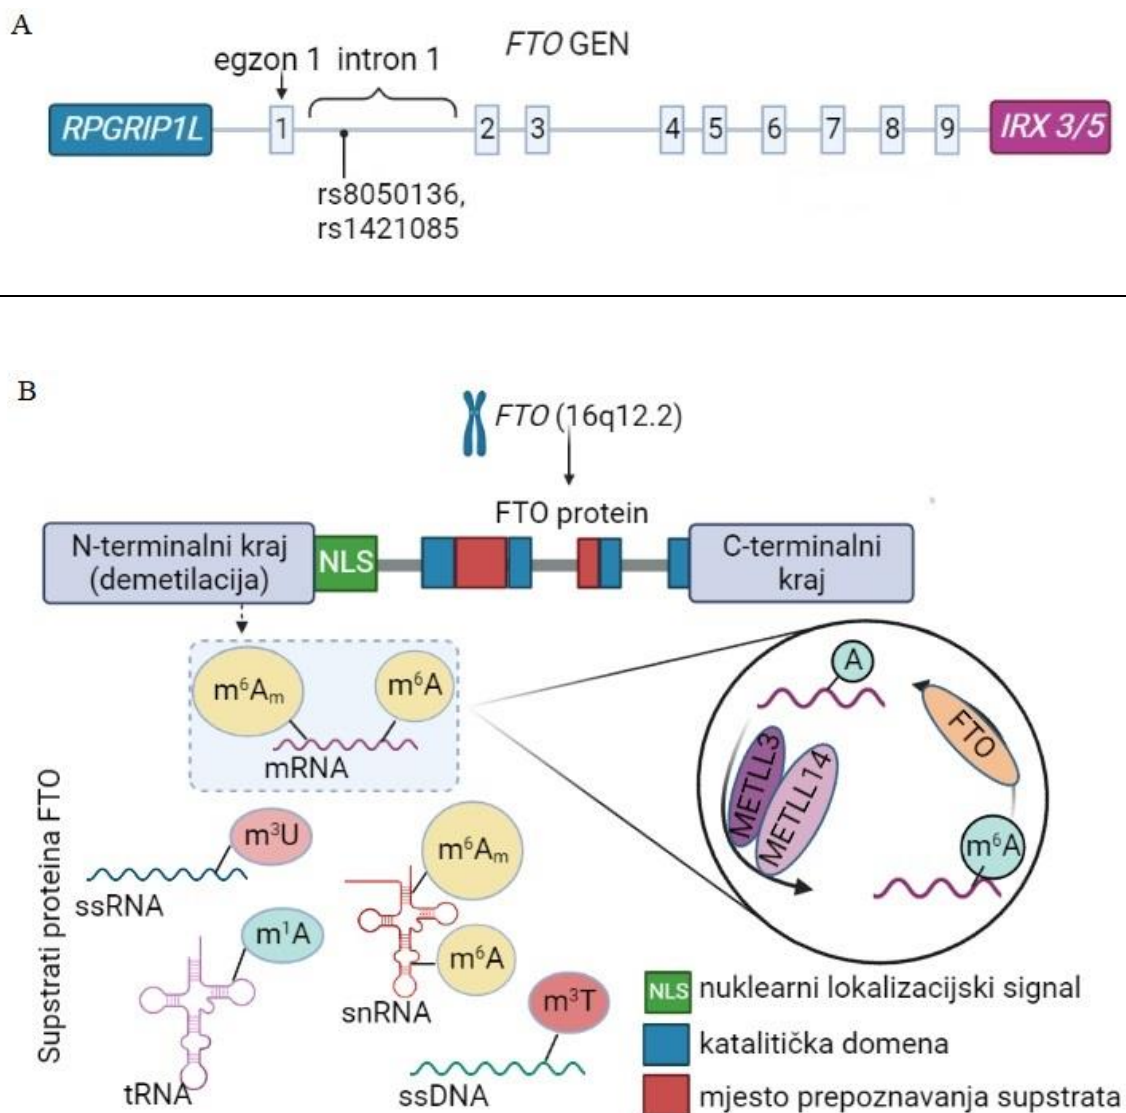 A
FTO GEN
egzon 1 intron 1
RPGRIP1L 1 2 3 4 5 6 7 8 9 IRX 3/5
rs8050136,
rs1421085
B
FTO (16q12.2)
FTO protein
N-terminalni kraj
(demetilacija)
NLS
C-terminalni
kraj
m⁶Aₘ
m⁶A
mRNA
A
FTO
METLL3
METLL14
m⁶A
Supstrati proteina FTO
m³U
ssRNA
m¹A
tRNA
m⁶Aₘ
m⁶A
snRNA
m³T
ssDNA
NLS nuklearni lokalizacijski signal
katalitička domena
mjesto prepoznavanja supstrata